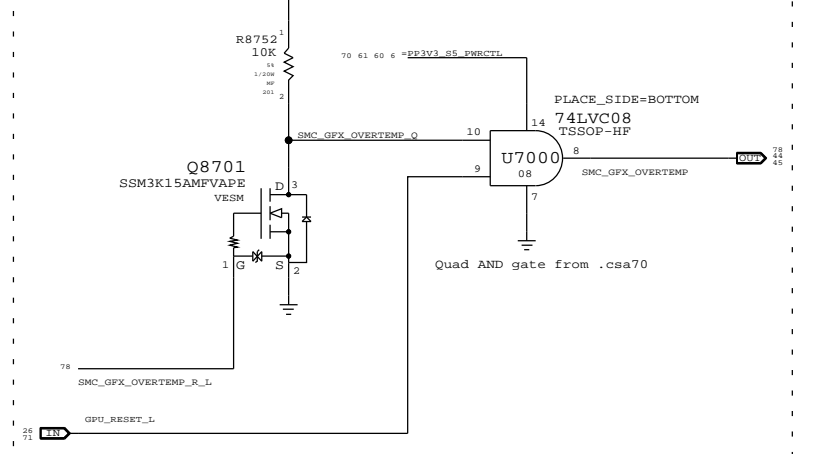 R8752 1
10K
5%
1/20W
MF
201
2
70 61 60 6 =PP3V3_S5_PWRCTL
PLACE_SIDE=BOTTOM
14 74LVC08
TSSOP-HF
SMC_GFX_OVERTEMP_Q 10
U7000
08
9
8
SMC_GFX_OVERTEMP
OUT
78
44
45
7
Q8701
SSM3K15AMFVAPE
VESM
D 3
1 G S 2
Quad AND gate from .csa70
78
SMC_GFX_OVERTEMP_R_L
GPU_RESET_L
26
71
IN